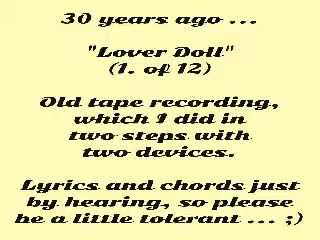 30 years ago ...
"Lover Doll"
(1. of 12)
Old tape recording,
which I did in
two steps with
two devices.
Lyrics and chords just
by hearing, so please
be a little tolerant ... ;)